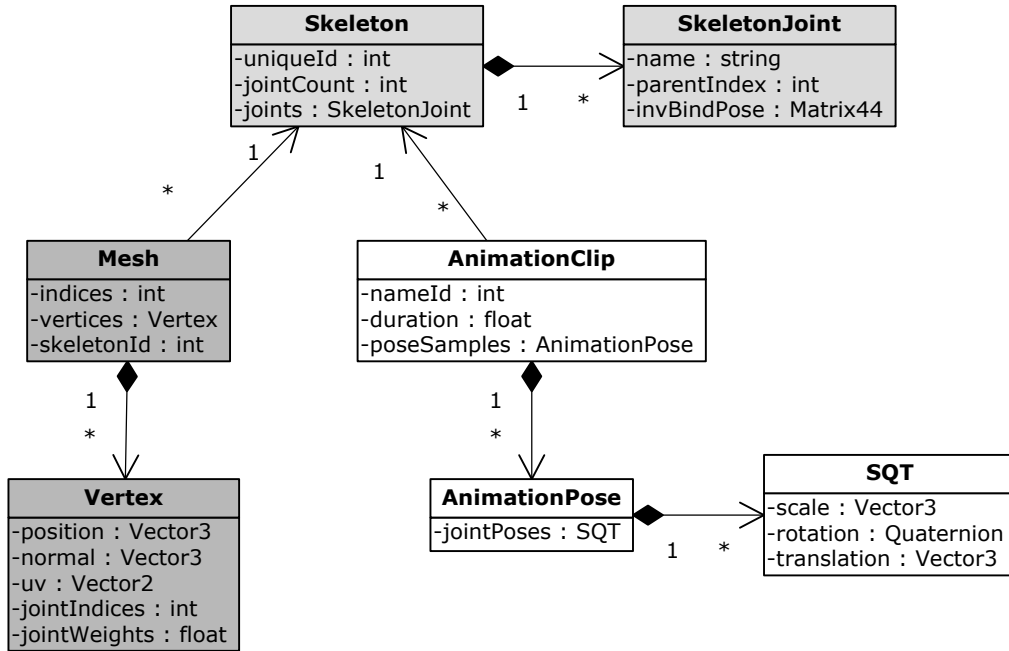 Skeleton
-uniqueId : int
-jointCount : int
-joints : SkeletonJoint
1
*
SkeletonJoint
-name : string
-parentIndex : int
-invBindPose : Matrix44
1
*
1
*
Mesh
-indices : int
-vertices : Vertex
-skeletonId : int
AnimationClip
-nameId : int
-duration : float
-poseSamples : AnimationPose
1
*
1
*
Vertex
-position : Vector3
-normal : Vector3
-uv : Vector2
-jointIndices : int
-jointWeights : float
AnimationPose
-jointPoses : SQT
1
*
SQT
-scale : Vector3
-rotation : Quaternion
-translation : Vector3